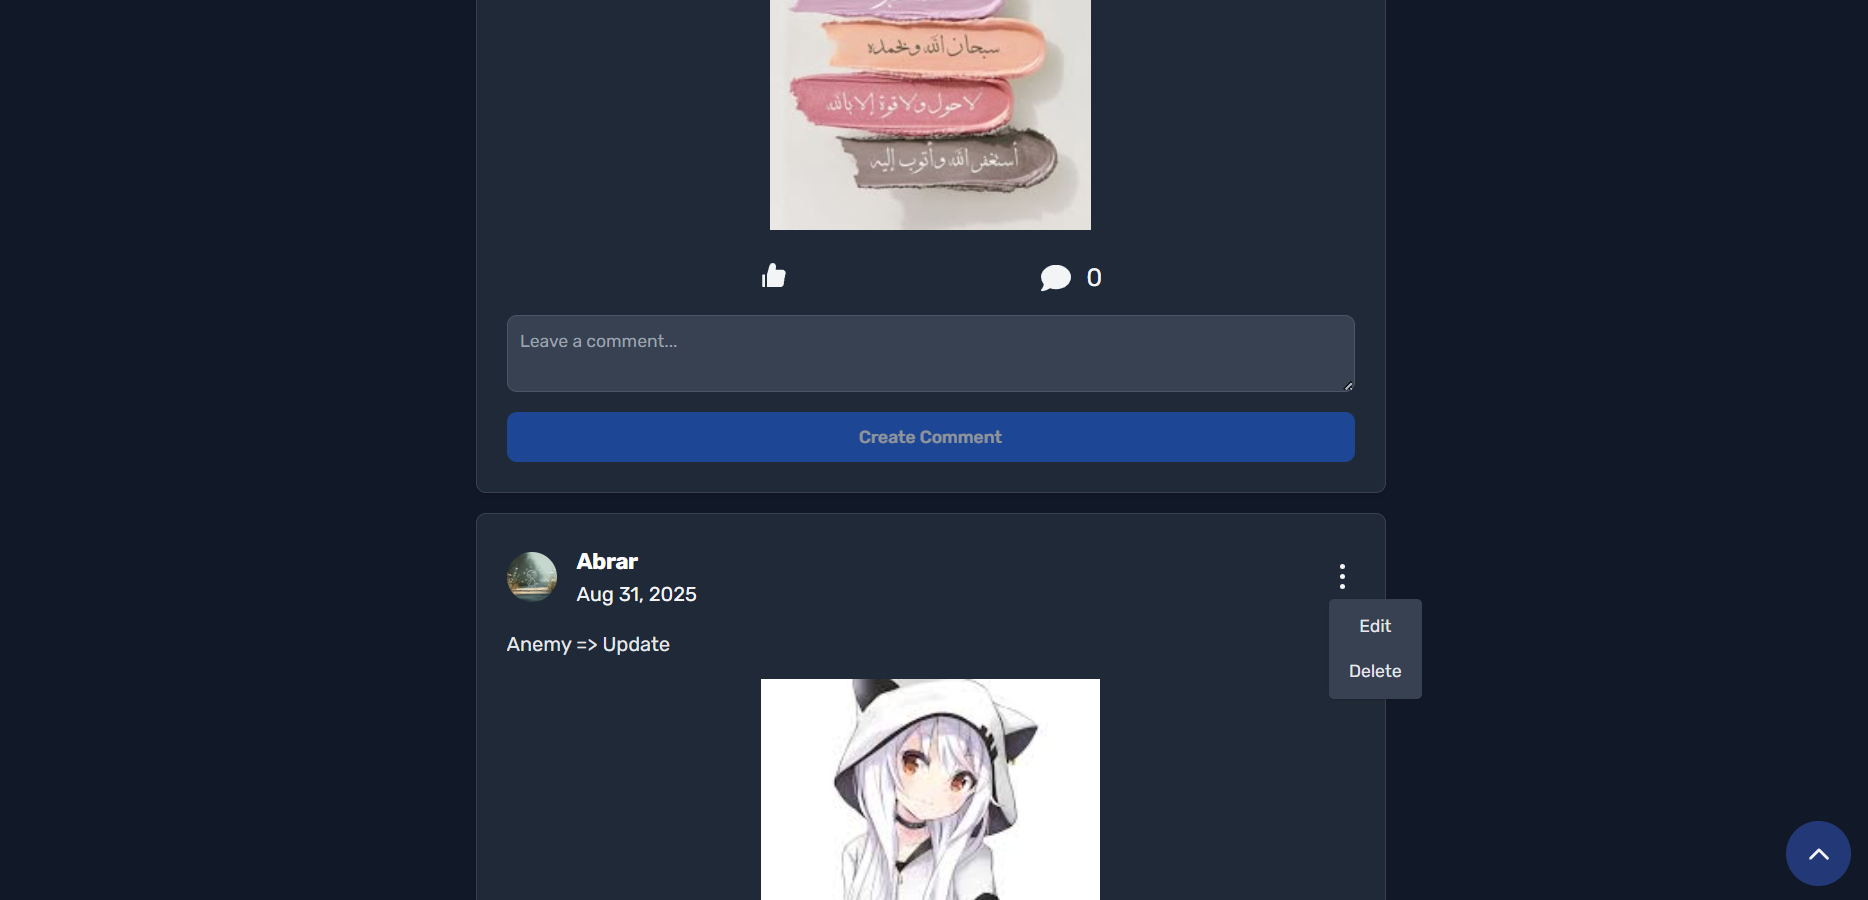 سبحان الله وبحمده
لا حول ولا قوة إلا بالله
أستغفر الله وأتوب إليه
0
Leave a comment...
Create Comment
Abrar
Aug 31, 2025
Edit
Anemy => Update
Delete